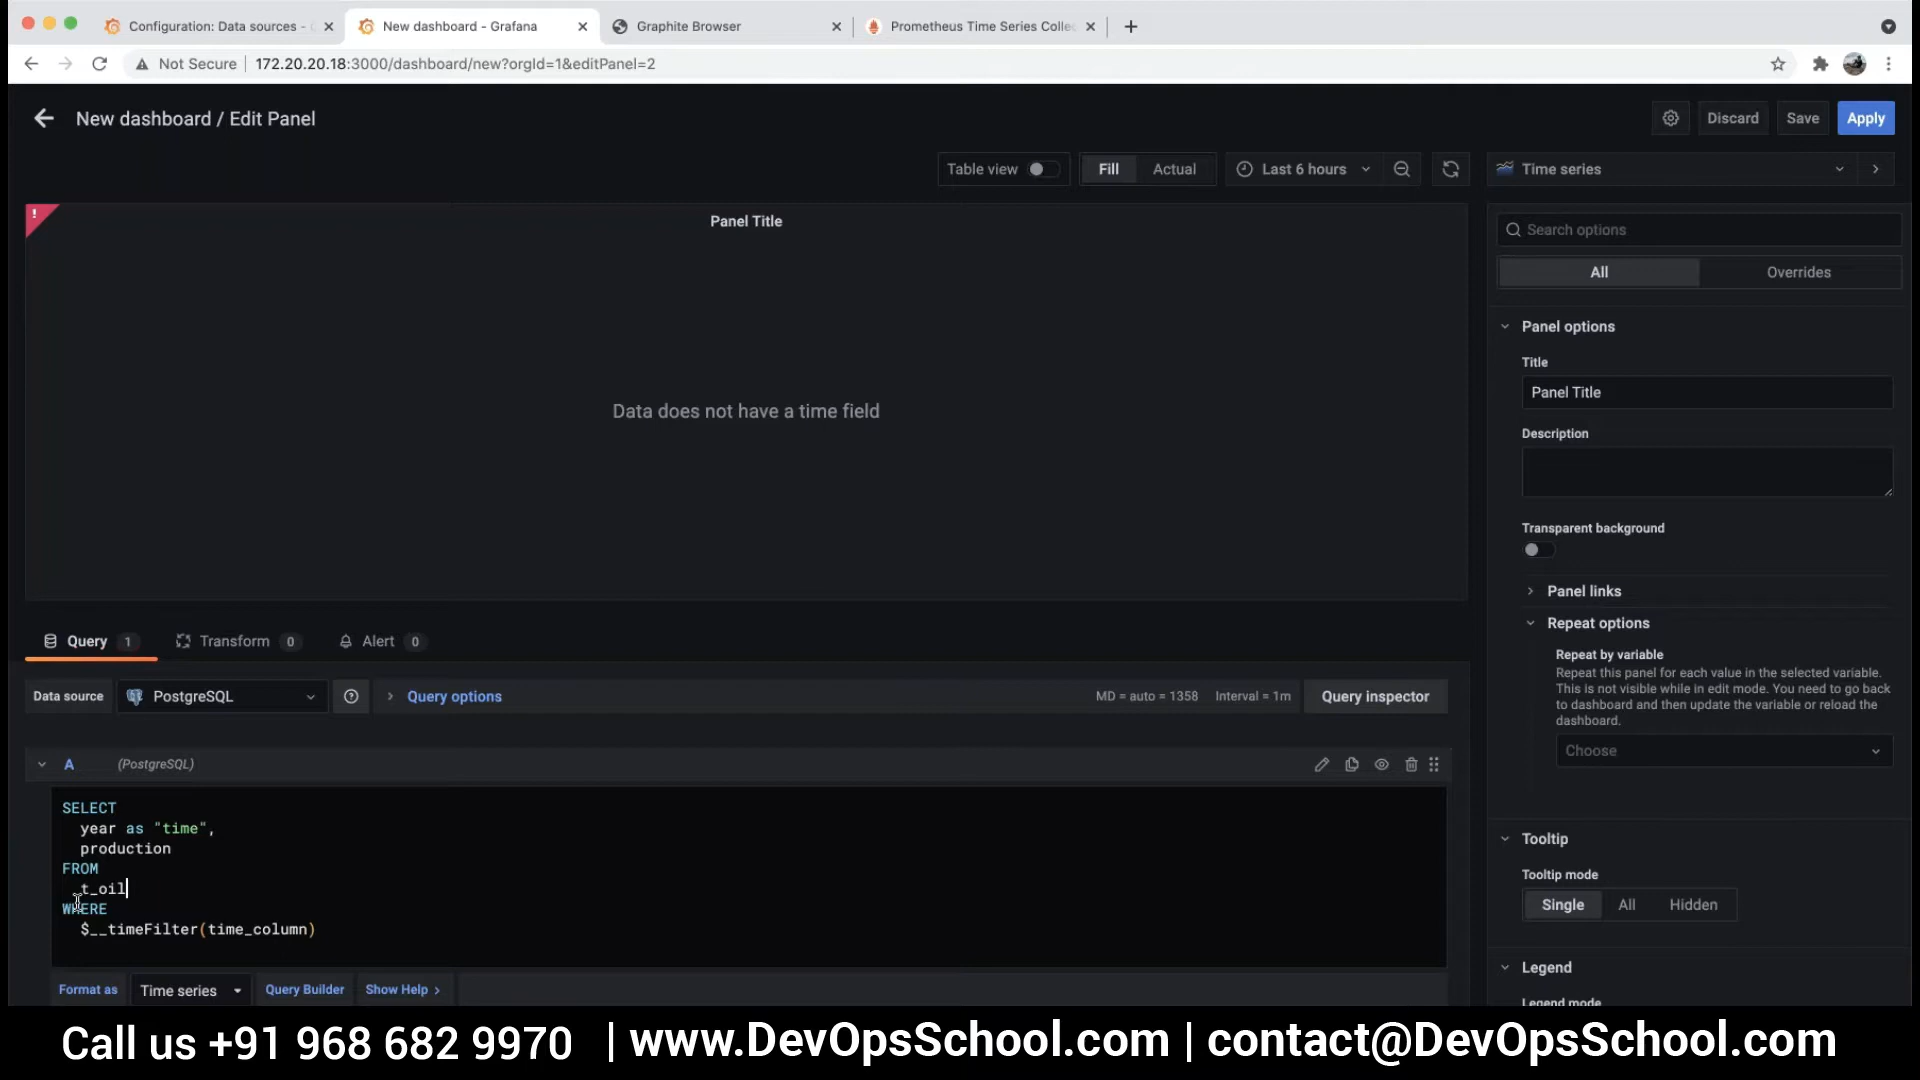 Configuration: Data sources -
New dashboard - Grafana
Graphite Browser
Prometheus Time Series Colle
Not Secure
172.20.20.18:3000/dashboard/new?orgId=1&editPanel=2
New dashboard / Edit Panel
Discard
Save
Apply
Table view
Fill
Actual
Last 6 hours
Time series
!
Panel Title
Data does not have a time field
Search options
All
Overrides
Panel options
Title
Panel Title
Description
Transparent background
Panel links
Repeat options
Repeat by variable
Repeat this panel for each value in the selected variable.
This is not visible while in edit mode. You need to go back
to dashboard and then update the variable or reload the
dashboard.
Choose
Tooltip
Tooltip mode
Single
All
Hidden
Legend
Legend mode
Query 1
Transform 0
Alert 0
Data source
PostgreSQL
Query options
MD = auto = 1358
Interval = 1m
Query inspector
A
(PostgreSQL)
SELECT
year as "time",
production
FROM
t_oil
WHERE
$__timeFilter(time_column)
Format as
Time series
Query Builder
Show Help >
Call us +91 968 682 9970 | www.DevOpsSchool.com | contact@DevOpsSchool.com